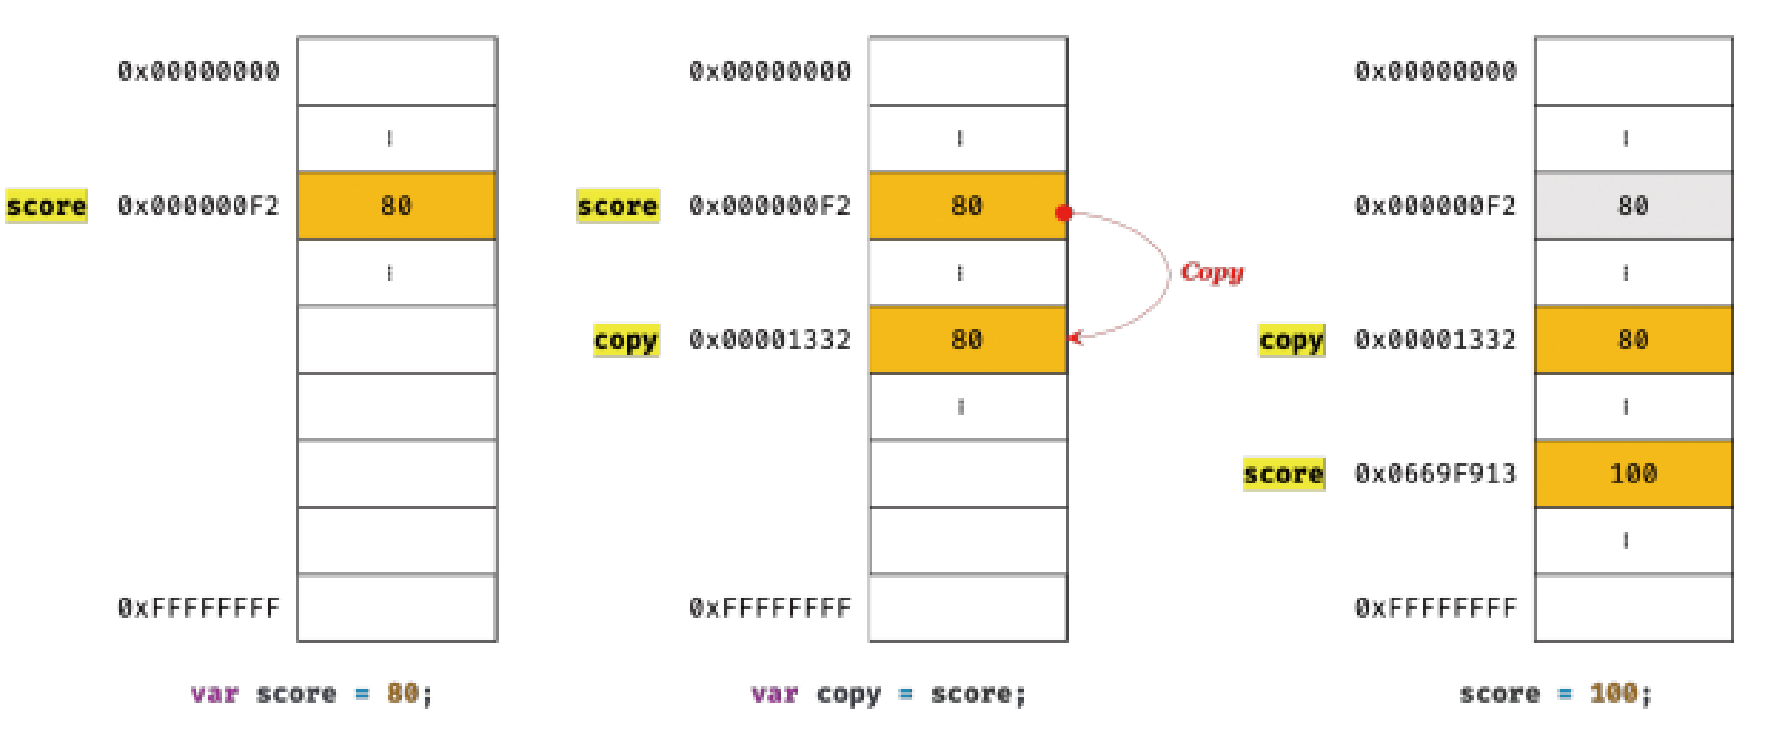 0x00000000
score 0x000000F2 80
0xFFFFFFFF
var score = 80;
0x00000000
score 0x000000F2 80
Copy
copy 0x00001332 80
0xFFFFFFFF
var copy = score;
0x00000000
0x000000F2 80
copy 0x00001332 80
score 0x0669F913 100
0xFFFFFFFF
score = 100;